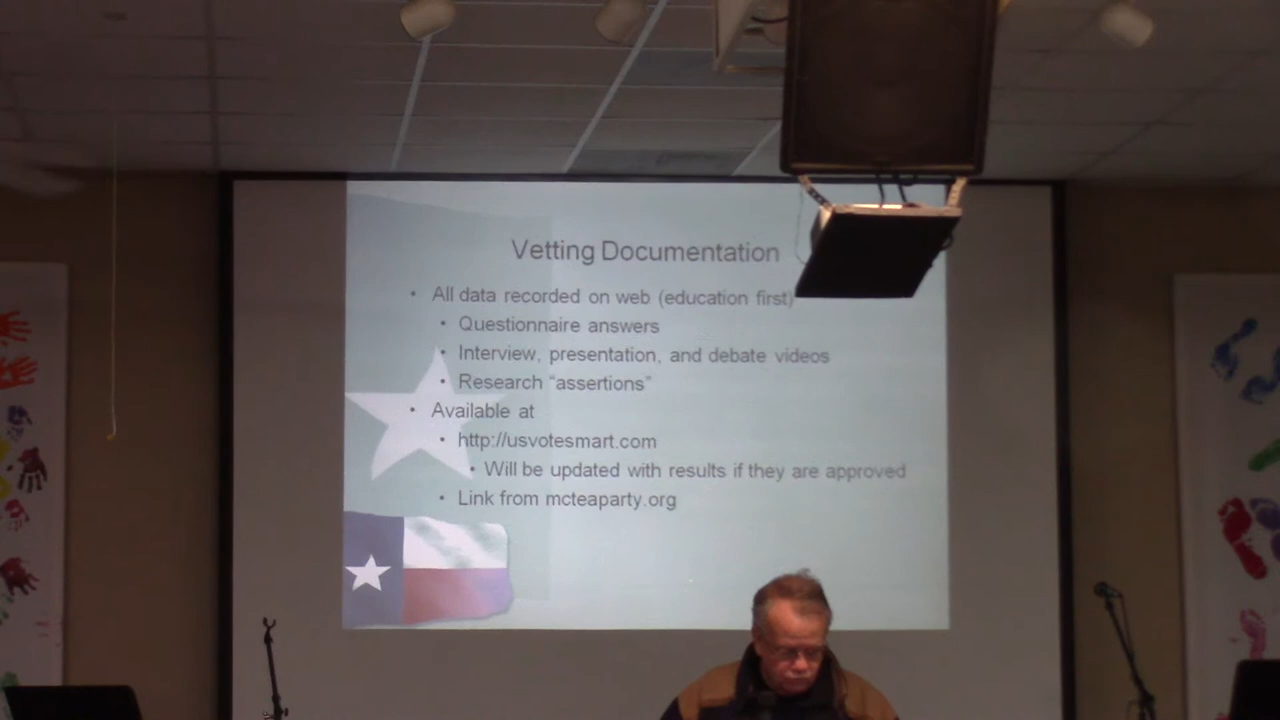 Vetting Documentation
• All data recorded on web (education first)
• Questionnaire answers
• Interview, presentation, and debate videos
• Research "assertions"
• Available at
• http://usvotesmart.com
• Will be updated with results if they are approved
• Link from mcteaparty.org